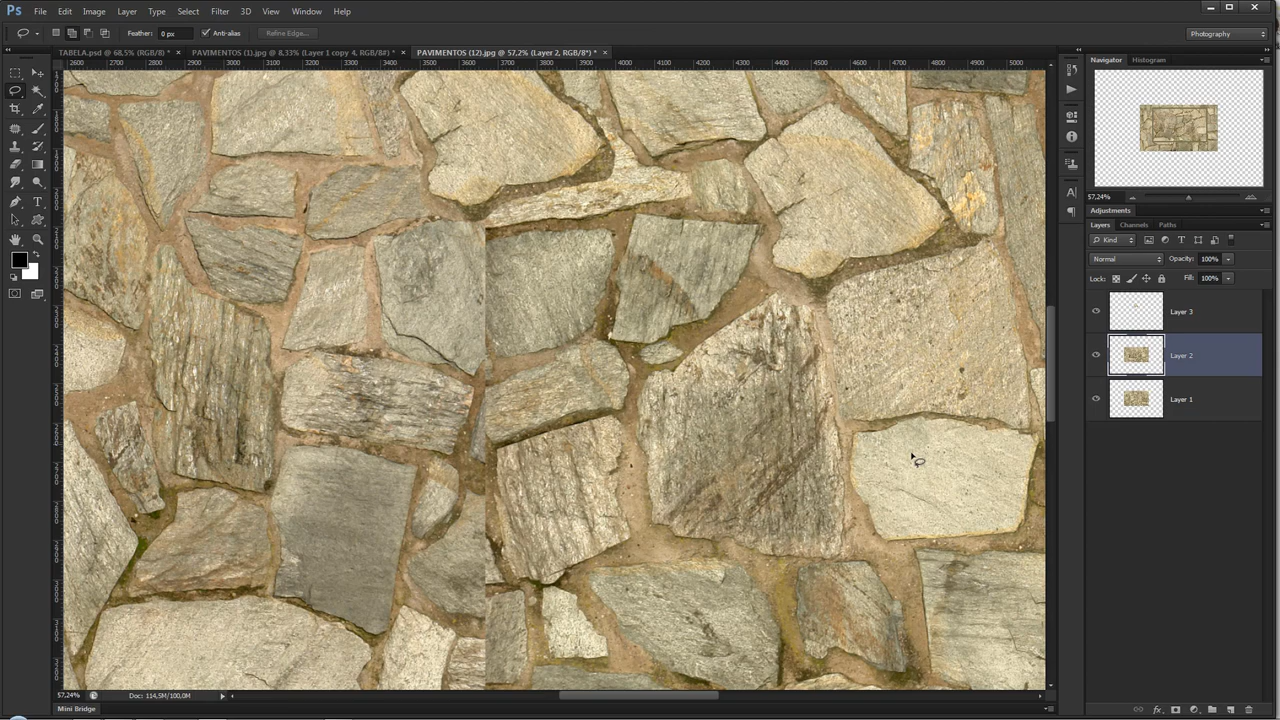 Ps File Edit Image Layer Type Select Filter 3D View Window Help
Feather: 0 px Anti-alias Refine Edge... Photography
TABELA.psd @ 68,5% (RGB/8) * × PAVIMENTOS (1).jpg @ 8,33% (Layer 1 copy 4, RGB/8#) * × PAVIMENTOS (12).jpg @ 57,2% (Layer 2, RGB/8*) * ×
2600 2700 2800 2900 3000 3100 3200 3300 3400 3500 3600 3700 3800 3900 4000 4100 4200 4300 4400 4500 4600 4700 4800 4900 5000
Navigator Histogram
57,24%
Adjustments
Layers Channels Paths
Kind
Normal Opacity: 100%
Lock: Fill: 100%
Layer 3
Layer 2
Layer 1
57,24% Doc: 114,5M/100,0M
Mini Bridge